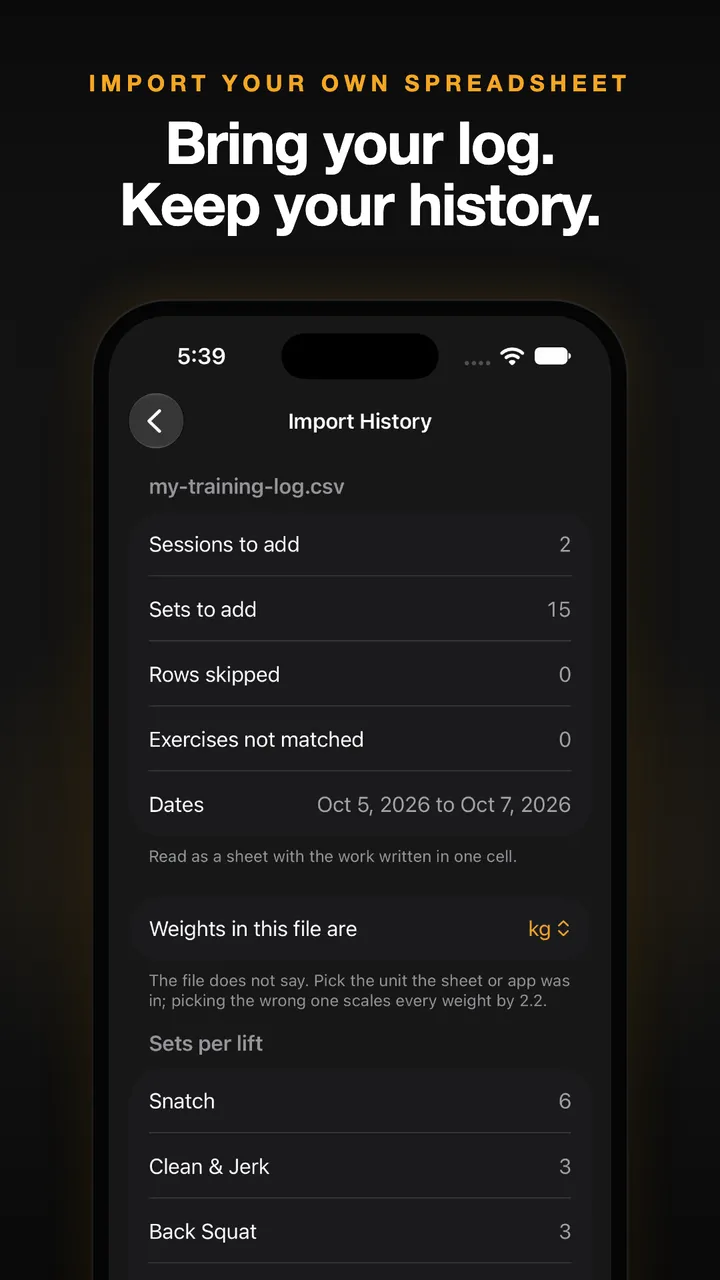 IMPORT YOUR OWN SPREADSHEET
Bring your log.
Keep your history.
5:39
Import History
my-training-log.csv
Sessions to add 2
Sets to add 15
Rows skipped 0
Exercises not matched 0
Dates Oct 5, 2026 to Oct 7, 2026
Read as a sheet with the work written in one cell.
Weights in this file are kg
The file does not say. Pick the unit the sheet or app was
in; picking the wrong one scales every weight by 2.2.
Sets per lift
Snatch 6
Clean & Jerk 3
Back Squat 3